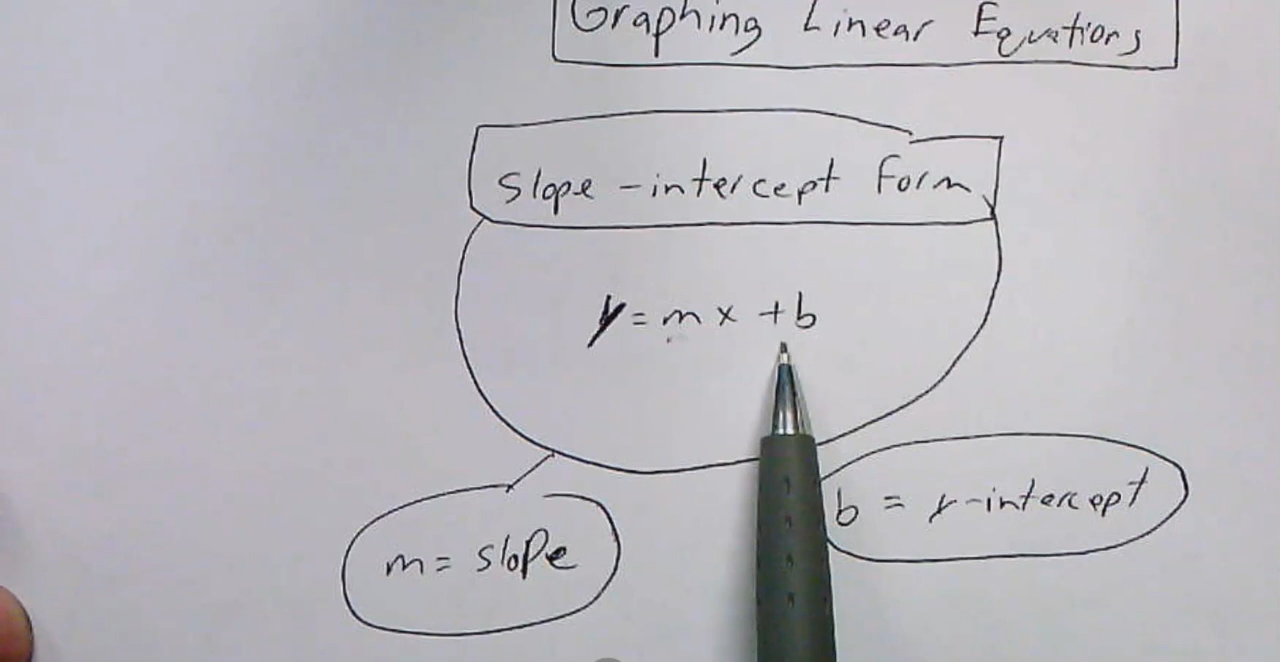 Graphing Linear Equations
Slope-intercept Form
y = mx + b
b = y-intercept
m = slope